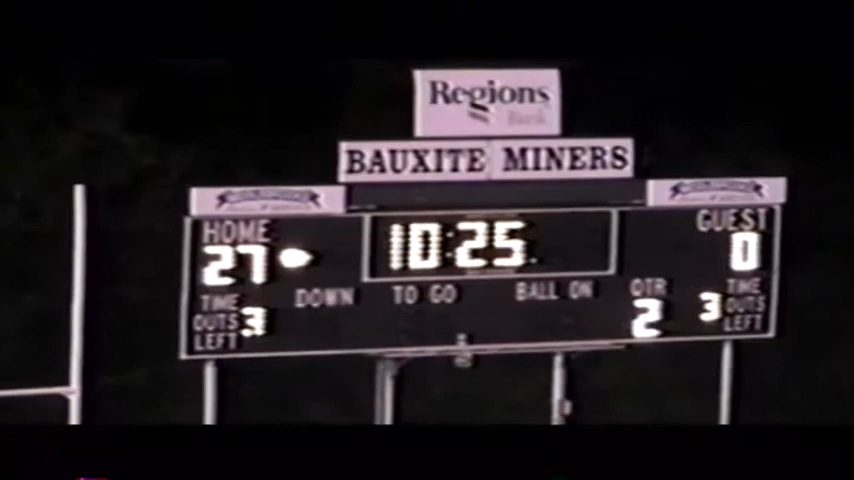 Regions
Bank
BAUXITE MINERS
HOME
GUEST
27
10:25
0
TIME OUTS LEFT
3
DOWN
TO GO
BALL ON
QTR
2
3
TIME OUTS LEFT